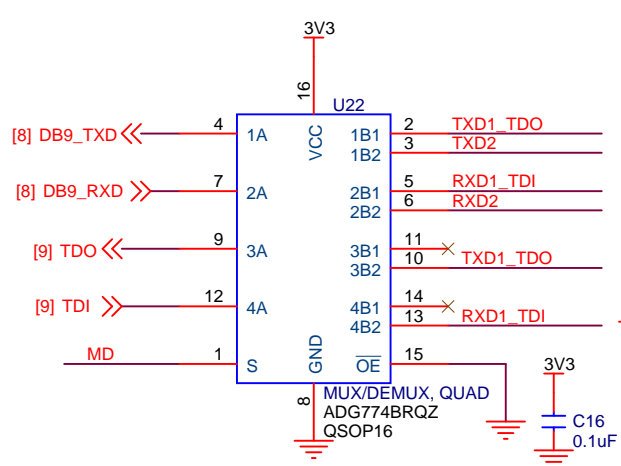 3V3
16
U22
[8] DB9_TXD
4
1A
VCC
1B1
2
TXD1_TDO
1B2
3
TXD2
[8] DB9_RXD
7
2A
2B1
5
RXD1_TDI
2B2
6
RXD2
[9] TDO
9
3A
3B1
11
3B2
10
TXD1_TDO
[9] TDI
12
4A
4B1
14
4B2
13
RXD1_TDI
MD
1
S
GND
OE
15
8
MUX/DEMUX, QUAD
ADG774BRQZ
QSOP16
3V3
C16
0.1uF